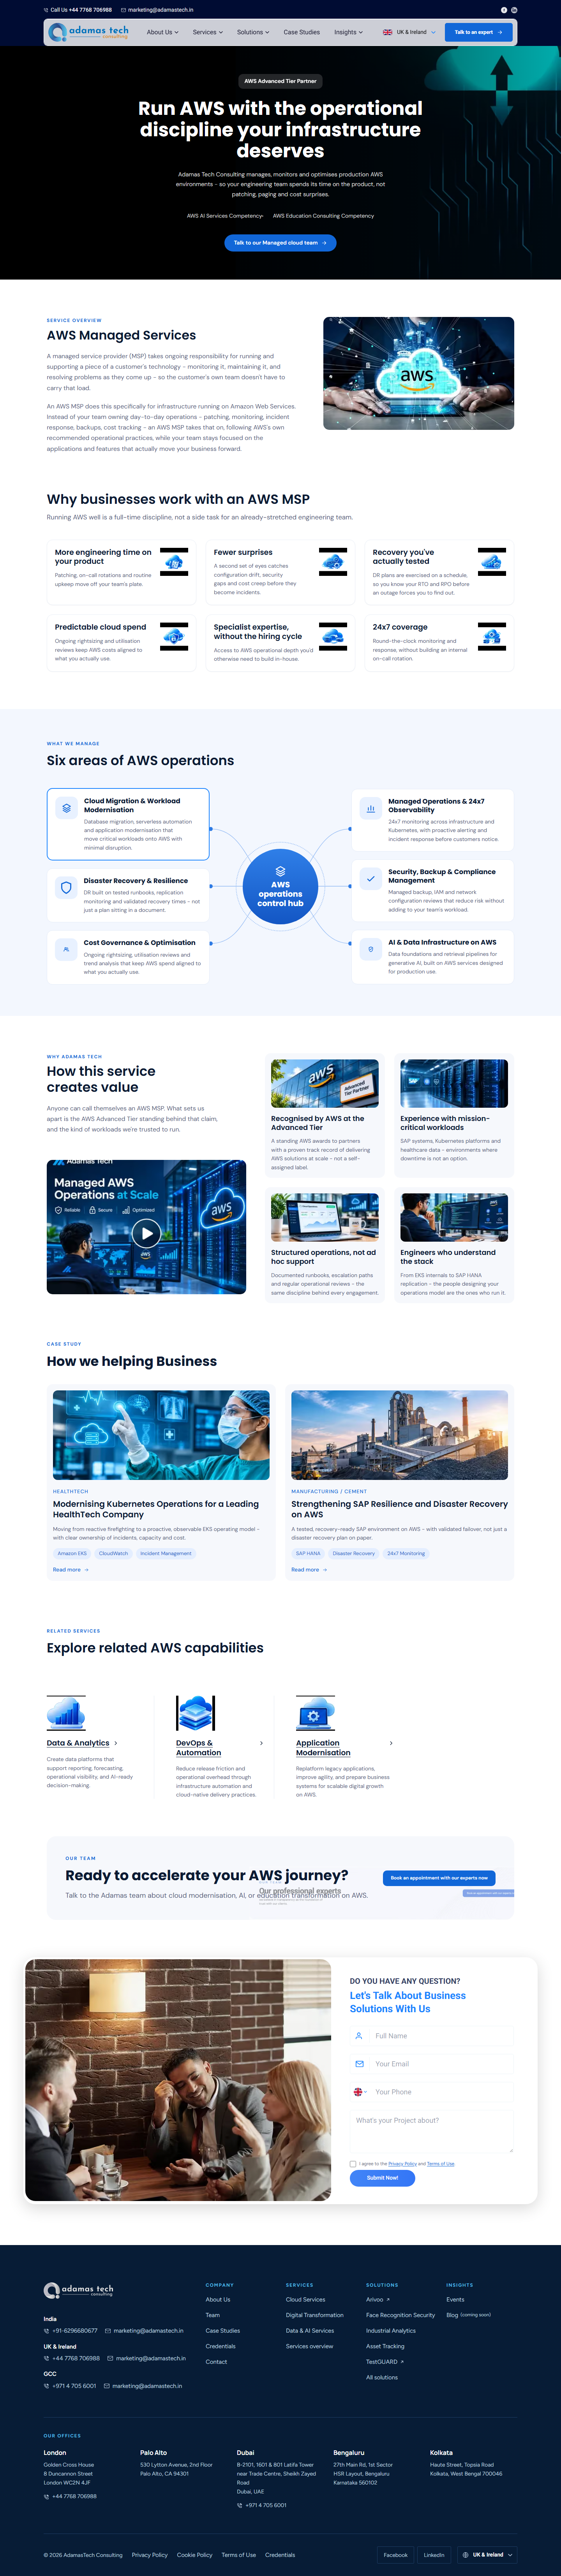 Call Us +44 7768 706988
marketing@adamastech.in
adamas tech
consulting
About Us
Services
Solutions
Case Studies
Insights
UK & Ireland
Talk to an expert
AWS Advanced Tier Partner
Run AWS with the operational
discipline your infrastructure
deserves
Adamas Tech Consulting manages, monitors and optimises production AWS
environments - so your engineering team spends its time on the product, not
patching, paging and cost surprises.
AWS AI Services Competency•
AWS Education Consulting Competency
Talk to our Managed cloud team
SERVICE OVERVIEW
AWS Managed Services
A managed service provider (MSP) takes ongoing responsibility for running and
supporting a piece of a customer's technology - monitoring it, maintaining it, and
resolving problems as they come up - so the customer's own team doesn't have to
carry that load.
An AWS MSP does this specifically for infrastructure running on Amazon Web Services.
Instead of your team owning day-to-day operations - patching, monitoring, incident
response, backups, cost tracking - an AWS MSP takes that on, following AWS's own
recommended operational practices, while your team stays focused on the
applications and features that actually move your business forward.
aws
Why businesses work with an AWS MSP
Running AWS well is a full-time discipline, not a side task for an already-stretched engineering team.
More engineering time on
your product
Patching, on-call rotations and routine
upkeep move off your team's plate.
Fewer surprises
A second set of eyes catches
configuration drift, security
gaps and cost creep before they
become incidents.
Recovery you've
actually tested
DR plans are exercised on a schedule,
so you know your RTO and RPO before
an outage forces you to find out.
Predictable cloud spend
Ongoing rightsizing and utilisation
reviews keep AWS costs aligned to
what you actually use.
Specialist expertise,
without the hiring cycle
Access to AWS operational depth you'd
otherwise need to build in-house.
24x7 coverage
Round-the-clock monitoring and
response, without building an internal
on-call rotation.
WHAT WE MANAGE
Six areas of AWS operations
Cloud Migration & Workload
Modernisation
Database migration, serverless automation
and application modernisation that
move critical workloads onto AWS with
minimal disruption.
Disaster Recovery & Resilience
DR built on tested runbooks, replication
monitoring and validated recovery times - not
just a plan sitting in a document.
Cost Governance & Optimisation
Ongoing rightsizing, utilisation reviews and
trend analysis that keep AWS spend aligned to
what you actually use.
AWS
operations
control hub
Managed Operations & 24x7
Observability
24x7 monitoring across infrastructure and
Kubernetes, with proactive alerting and
incident response before customers notice.
Security, Backup & Compliance
Management
Managed backup, IAM and network
configuration reviews that reduce risk without
adding to your team's workload.
AI & Data Infrastructure on AWS
Data foundations and retrieval pipelines for
generative AI, built on AWS services designed
for production use.
WHY ADAMAS TECH
How this service
creates value
Anyone can call themselves an AWS MSP. What sets us
apart is the AWS Advanced Tier standing behind that claim,
and the kind of workloads we're trusted to run.
Adamas Tech
Managed AWS
Operations at Scale
Reliable
Secure
Optimized
aws
aws
aws
Advanced Tier
Partner
Recognised by AWS at the
Advanced Tier
A standing AWS awards to partners
with a proven track record of delivering
AWS solutions at scale - not a self-
assigned label.
Experience with mission-
critical workloads
SAP systems, Kubernetes platforms and
healthcare data - environments where
downtime is not an option.
Structured operations, not ad
hoc support
Documented runbooks, escalation paths
and regular operational reviews - the
same discipline behind every engagement.
Engineers who understand
the stack
From EKS internals to SAP HANA
replication - the people designing your
operations model are the ones who run it.
CASE STUDY
How we helping Business
HEALTHTECH
Modernising Kubernetes Operations for a Leading
HealthTech Company
Moving from reactive firefighting to a proactive, observable EKS operating model -
with clear ownership of incidents, capacity and cost.
Amazon EKS
CloudWatch
Incident Management
Read more
MANUFACTURING / CEMENT
Strengthening SAP Resilience and Disaster Recovery
on AWS
A tested, recovery-ready SAP environment on AWS - with validated failover, not just a
disaster recovery plan on paper.
SAP HANA
Disaster Recovery
24x7 Monitoring
Read more
RELATED SERVICES
Explore related AWS capabilities
Data & Analytics
Create data platforms that
support reporting, forecasting,
operational visibility, and AI-ready
decision-making.
DevOps &
Automation
Reduce release friction and
operational overhead through
infrastructure automation and
cloud-native delivery practices.
Application
Modernisation
Replatform legacy applications,
improve agility, and prepare business
systems for scalable digital growth
on AWS.
OUR TEAM
Ready to accelerate your AWS journey?
Talk to the Adamas team about cloud modernisation, AI, or education transformation on AWS.
Our professional experts
Book an appointment with our experts now
DO YOU HAVE ANY QUESTION?
Let's Talk About Business
Solutions With Us
Full Name
Your Email
Your Phone
What's your Project about?
I agree to the Privacy Policy and Terms of Use
Submit Now!
adamas tech
consulting
India
+91-6296680677
marketing@adamastech.in
UK & Ireland
+44 7768 706988
marketing@adamastech.in
GCC
+971 4 705 6001
marketing@adamastech.in
COMPANY
About Us
Team
Case Studies
Credentials
Contact
SERVICES
Cloud Services
Digital Transformation
Data & AI Services
Services overview
SOLUTIONS
Arivoo
Face Recognition Security
Industrial Analytics
Asset Tracking
TestGUARD
All solutions
INSIGHTS
Events
Blog (coming soon)
OUR OFFICES
London
Golden Cross House
8 Duncannon Street
London WC2N 4JF
+44 7768 706988
Palo Alto
530 Lytton Avenue, 2nd Floor
Palo Alto, CA 94301
Dubai
B-2101, 1601 & 801 Latifa Tower
near Trade Centre, Sheikh Zayed
Road
Dubai, UAE
+971 4 705 6001
Bengaluru
27th Main Rd, 1st Sector
HSR Layout, Bengaluru
Karnataka 560102
Kolkata
Haute Street, Topsia Road
Kolkata, West Bengal 700046
© 2026 AdamasTech Consulting
Privacy Policy
Cookie Policy
Terms of Use
Credentials
Facebook
LinkedIn
UK & Ireland